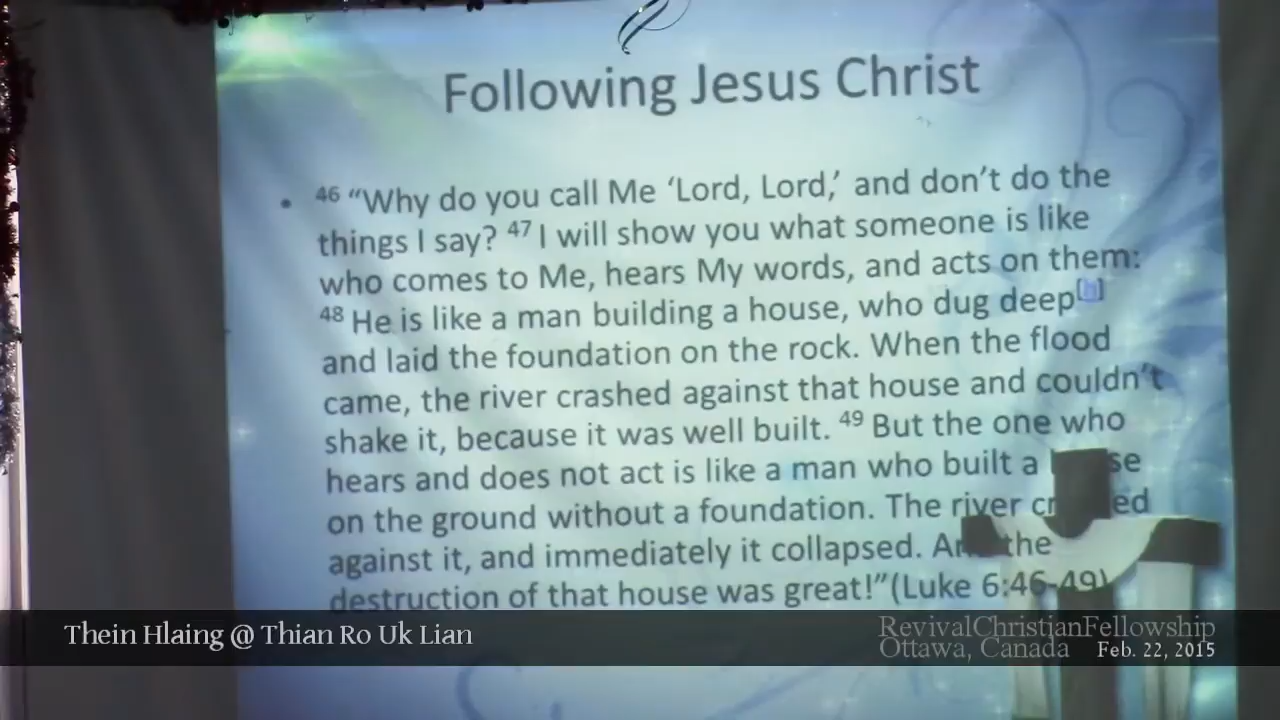 Following Jesus Christ
• 46 “Why do you call Me ‘Lord, Lord,’ and don’t do the
things I say? 47 I will show you what someone is like
who comes to Me, hears My words, and acts on them:
48 He is like a man building a house, who dug deep
and laid the foundation on the rock. When the flood
came, the river crashed against that house and couldn’t
shake it, because it was well built. 49 But the one who
hears and does not act is like a man who built a
on the ground without a foundation. The river
against it, and immediately it collapsed. the
destruction of that house was great!”(Luke 6:46-49)
Thein Hlaing @ Thian Ro Uk Lian
RevivalChristianFellowship
Ottawa, Canada Feb. 22, 2015